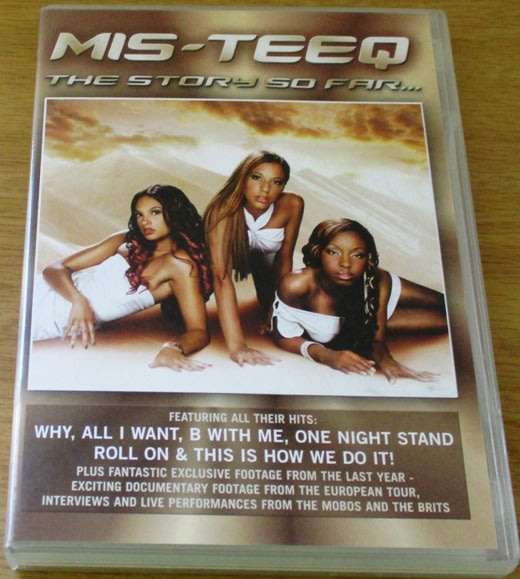 MIS-TEEQ
THE STORY SO FAR...
FEATURING ALL THEIR HITS:
WHY, ALL I WANT, B WITH ME, ONE NIGHT STAND
ROLL ON & THIS IS HOW WE DO IT!
PLUS FANTASTIC EXCLUSIVE FOOTAGE FROM THE LAST YEAR -
EXCITING DOCUMENTARY FOOTAGE FROM THE EUROPEAN TOUR,
INTERVIEWS AND LIVE PERFORMANCES FROM THE MOBOS AND THE BRITS